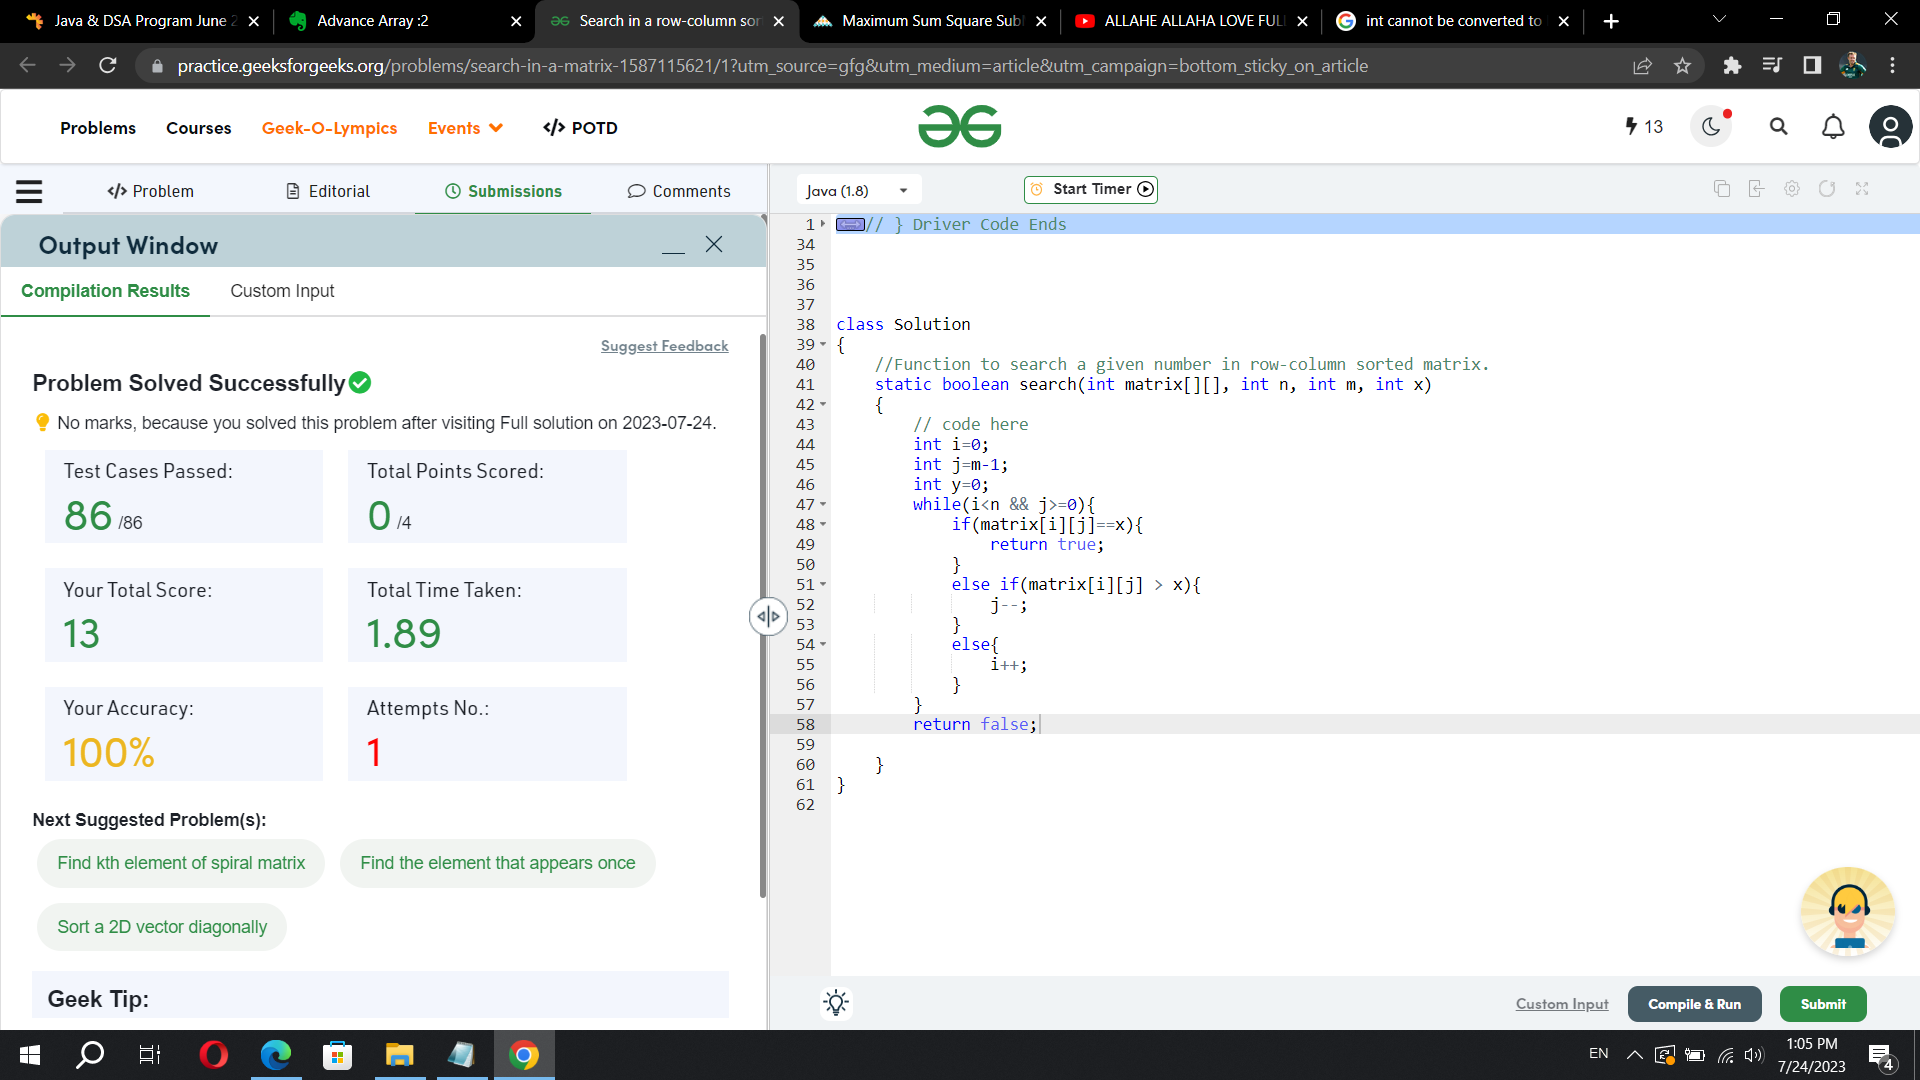 Java & DSA Program June 2
Advance Array :2
Search in a row-column sor
Maximum Sum Square Sub
ALLAHE ALLAHA LOVE FUL
int cannot be converted to
practice.geeksforgeeks.org/problems/search-in-a-matrix-1587115621/1?utm_source=gfg&utm_medium=article&utm_campaign=bottom_sticky_on_article
Problems
Courses
Geek-O-Lympics
Events
</> POTD
13
</> Problem
Editorial
Submissions
Comments
Java (1.8)
Start Timer
Output Window
Compilation Results
Custom Input
Suggest Feedback
Problem Solved Successfully
No marks, because you solved this problem after visiting Full solution on 2023-07-24.
Test Cases Passed:
86 /86
Total Points Scored:
0 /4
Your Total Score:
13
Total Time Taken:
1.89
Your Accuracy:
100%
Attempts No.:
1
Next Suggested Problem(s):
Find kth element of spiral matrix
Find the element that appears once
Sort a 2D vector diagonally
Geek Tip:
1 // } Driver Code Ends
34
35
36
37
38 class Solution
39 {
40 //Function to search a given number in row-column sorted matrix.
41 static boolean search(int matrix[][], int n, int m, int x)
42 {
43 // code here
44 int i=0;
45 int j=m-1;
46 int y=0;
47 while(i<n && j>=0){
48 if(matrix[i][j]==x){
49 return true;
50 }
51 else if(matrix[i][j] > x){
52 j--;
53 }
54 else{
55 i++;
56 }
57 }
58 return false;
59
60 }
61 }
62
Custom Input
Compile & Run
Submit
EN
1:05 PM
7/24/2023
4